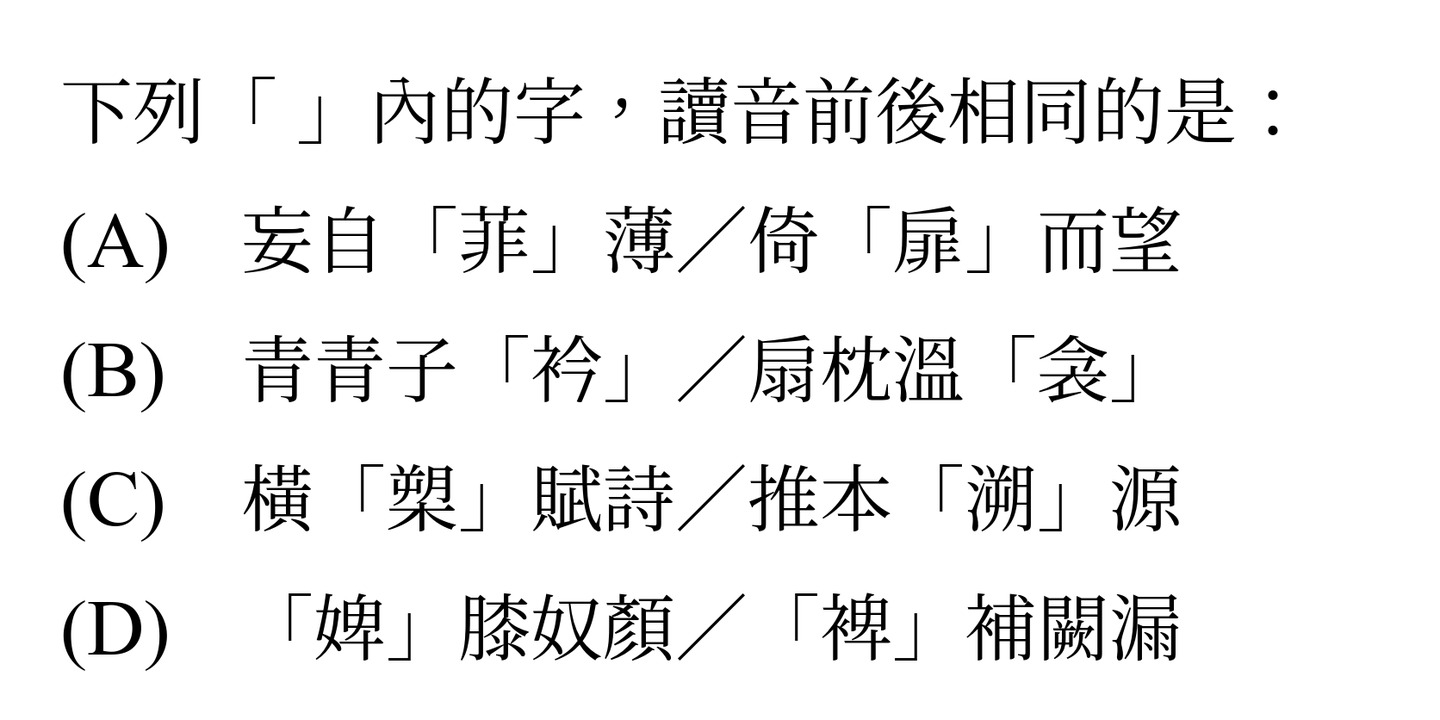 下列「 」內的字，讀音前後相同的是：
(A) 妄自「菲」薄／倚「扉」而望
(B) 青青子「衿」／扇枕溫「衾」
(C) 橫「槊」賦詩／推本「溯」源
(D) 「婢」膝奴顏／「裨」補闕漏